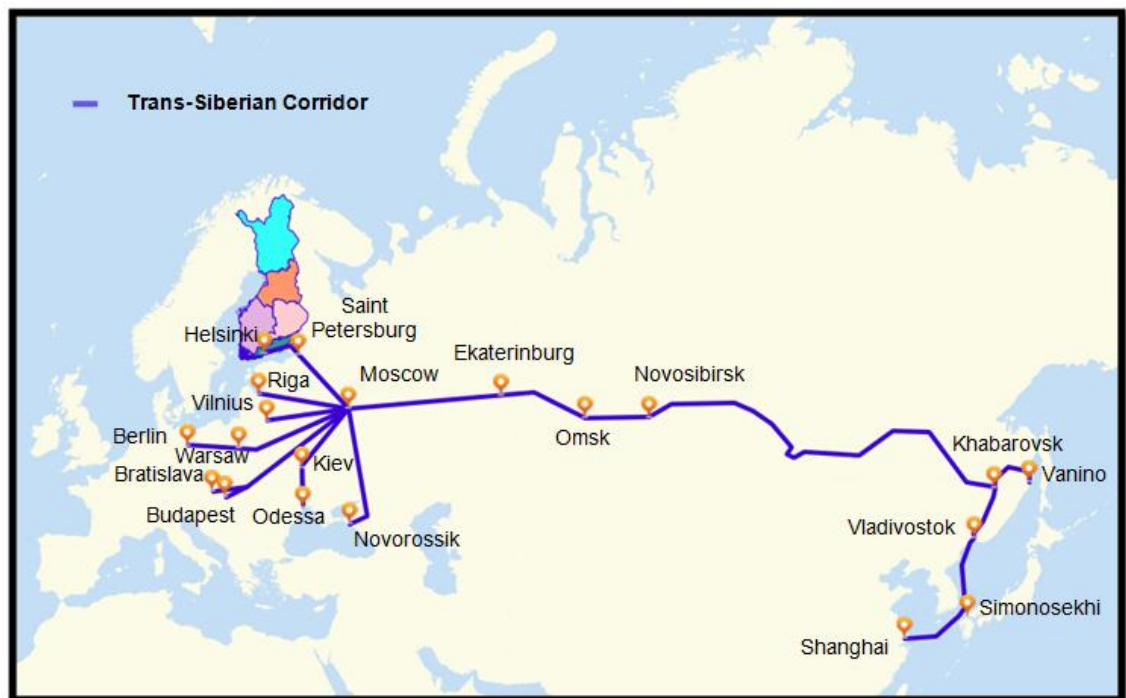 Trans-Siberian Corridor
Saint
Petersburg
Helsinki
Ekaterinburg
Riga
Moscow
Novosibirsk
Vilnius
Berlin
Omsk
Warsaw
Kiev
Khabarovsk
Bratislava
Vanino
Budapest
Odessa
Novorossik
Vladivostok
Simonosekhi
Shanghai